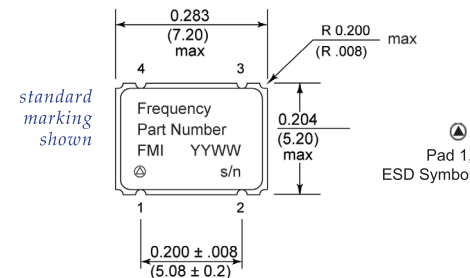 0.283
(7.20)
max
R 0.200
(R .008)
max
4 3
standard
marking
shown
Frequency
Part Number
FMI YYWW
s/n
0.204
(5.20)
max
Pad 1,
ESD Symbo
1 2
0.200 ± .008
(5.08 ± 0.2)